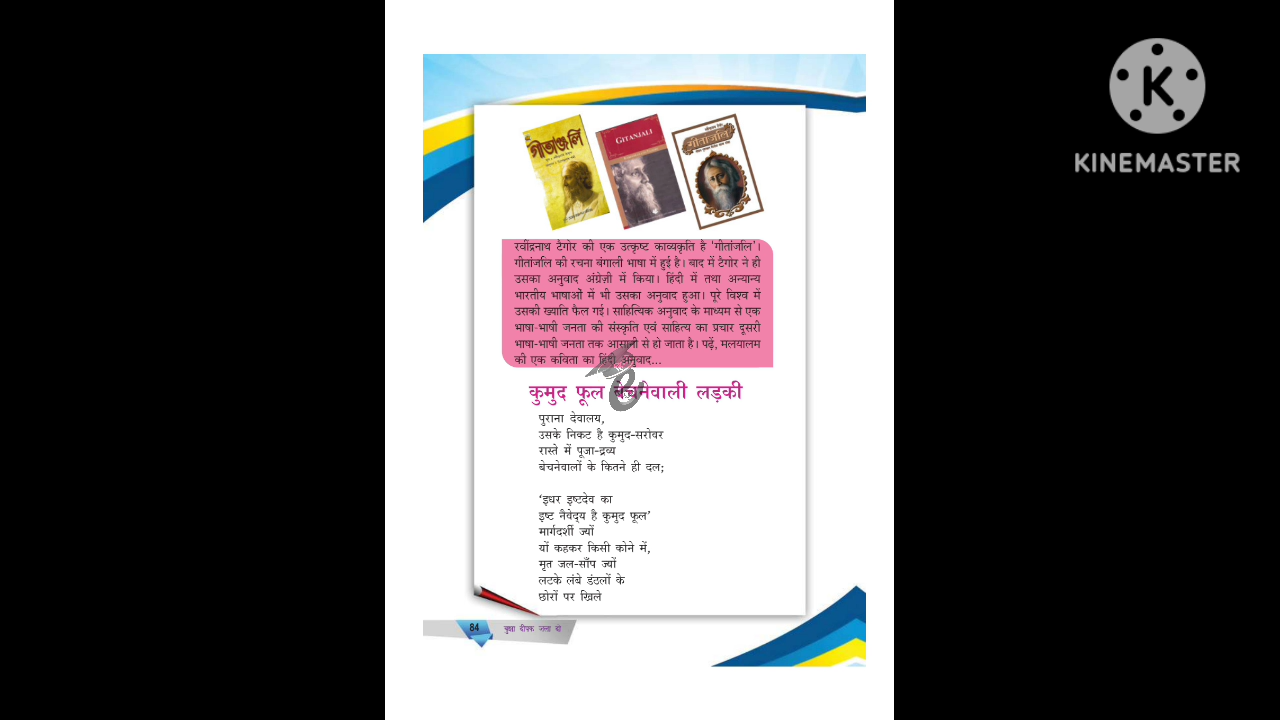 गीताञ्जलि
GITANJALI
गीतांजलि
रवींद्रनाथ टैगोर की एक उत्कृष्ट काव्यकृति है 'गीतांजलि'।
गीतांजलि की रचना बंगाली भाषा में हुई है। बाद में टैगोर ने ही
उसका अनुवाद अंग्रेज़ी में किया। हिंदी में तथा अन्यान्य
भारतीय भाषाओं में भी उसका अनुवाद हुआ। पूरे विश्व में
उसकी ख्याति फैल गई। साहित्यिक अनुवाद के माध्यम से एक
भाषा-भाषी जनता की संस्कृति एवं साहित्य का प्रचार दूसरी
भाषा-भाषी जनता तक आसानी से हो जाता है। पढ़ें, मलयालम
की एक कविता का हिंदी अनुवाद...
कुमुद फूल बेचनेवाली लड़की
पुराना देवालय,
उसके निकट है कुमुद-सरोवर
रास्ते में पूजा-द्रव्य
बेचनेवालों के कितने ही दल;
‘इधर इष्टदेव का
इष्ट नैवेद्‌य है कुमुद फूल’
मार्गदर्शी ज्यों
यों कहकर किसी कोने में,
मृत जल-साँप ज्यों
लटके लंबे डंठलों के
छोरों पर खिले
84
बुझा दीपक जला दो
KINEMASTER